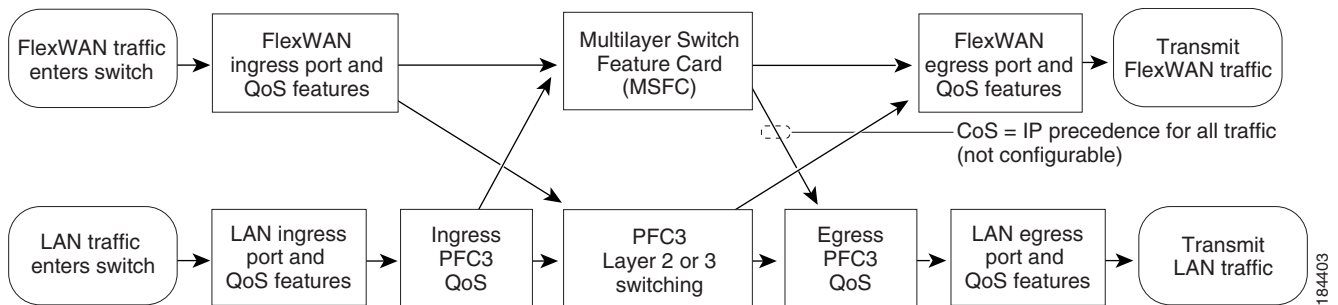 FlexWAN traffic
enters switch
FlexWAN
ingress port and
QoS features
Multilayer Switch
Feature Card
(MSFC)
FlexWAN
egress port and
QoS features
Transmit
FlexWAN traffic
CoS = IP precedence for all traffic
(not configurable)
LAN traffic
enters switch
LAN ingress
port and
QoS features
Ingress
PFC3
QoS
PFC3
Layer 2 or 3
switching
Egress
PFC3
QoS
LAN egress
port and
QoS features
Transmit
LAN traffic
184403